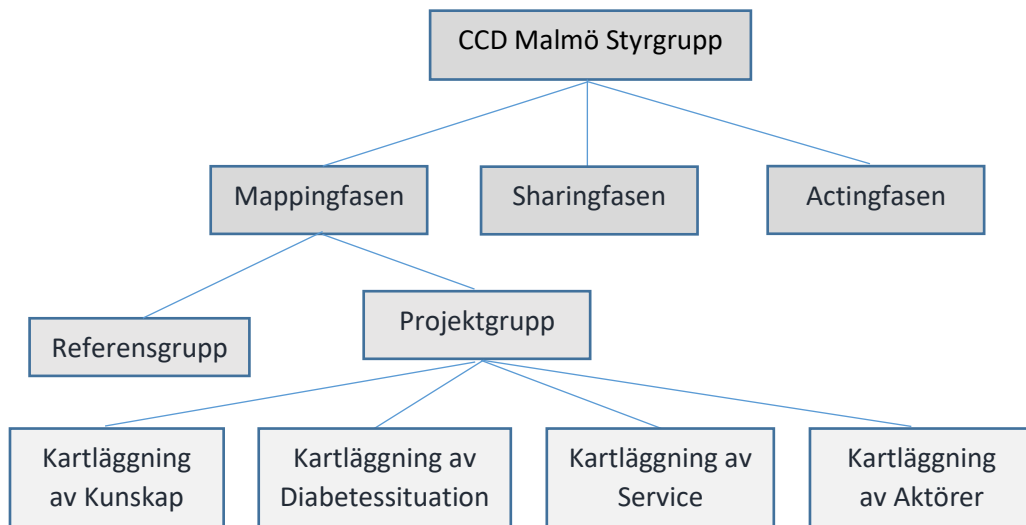 CCD Malmö Styrgrupp
Mappingfasen
Sharingfasen
Actingfasen
Referensgrupp
Projektgrupp
Kartläggning
av Kunskap
Kartläggning av
Diabetessituation
Kartläggning av
Service
Kartläggning
av Aktörer